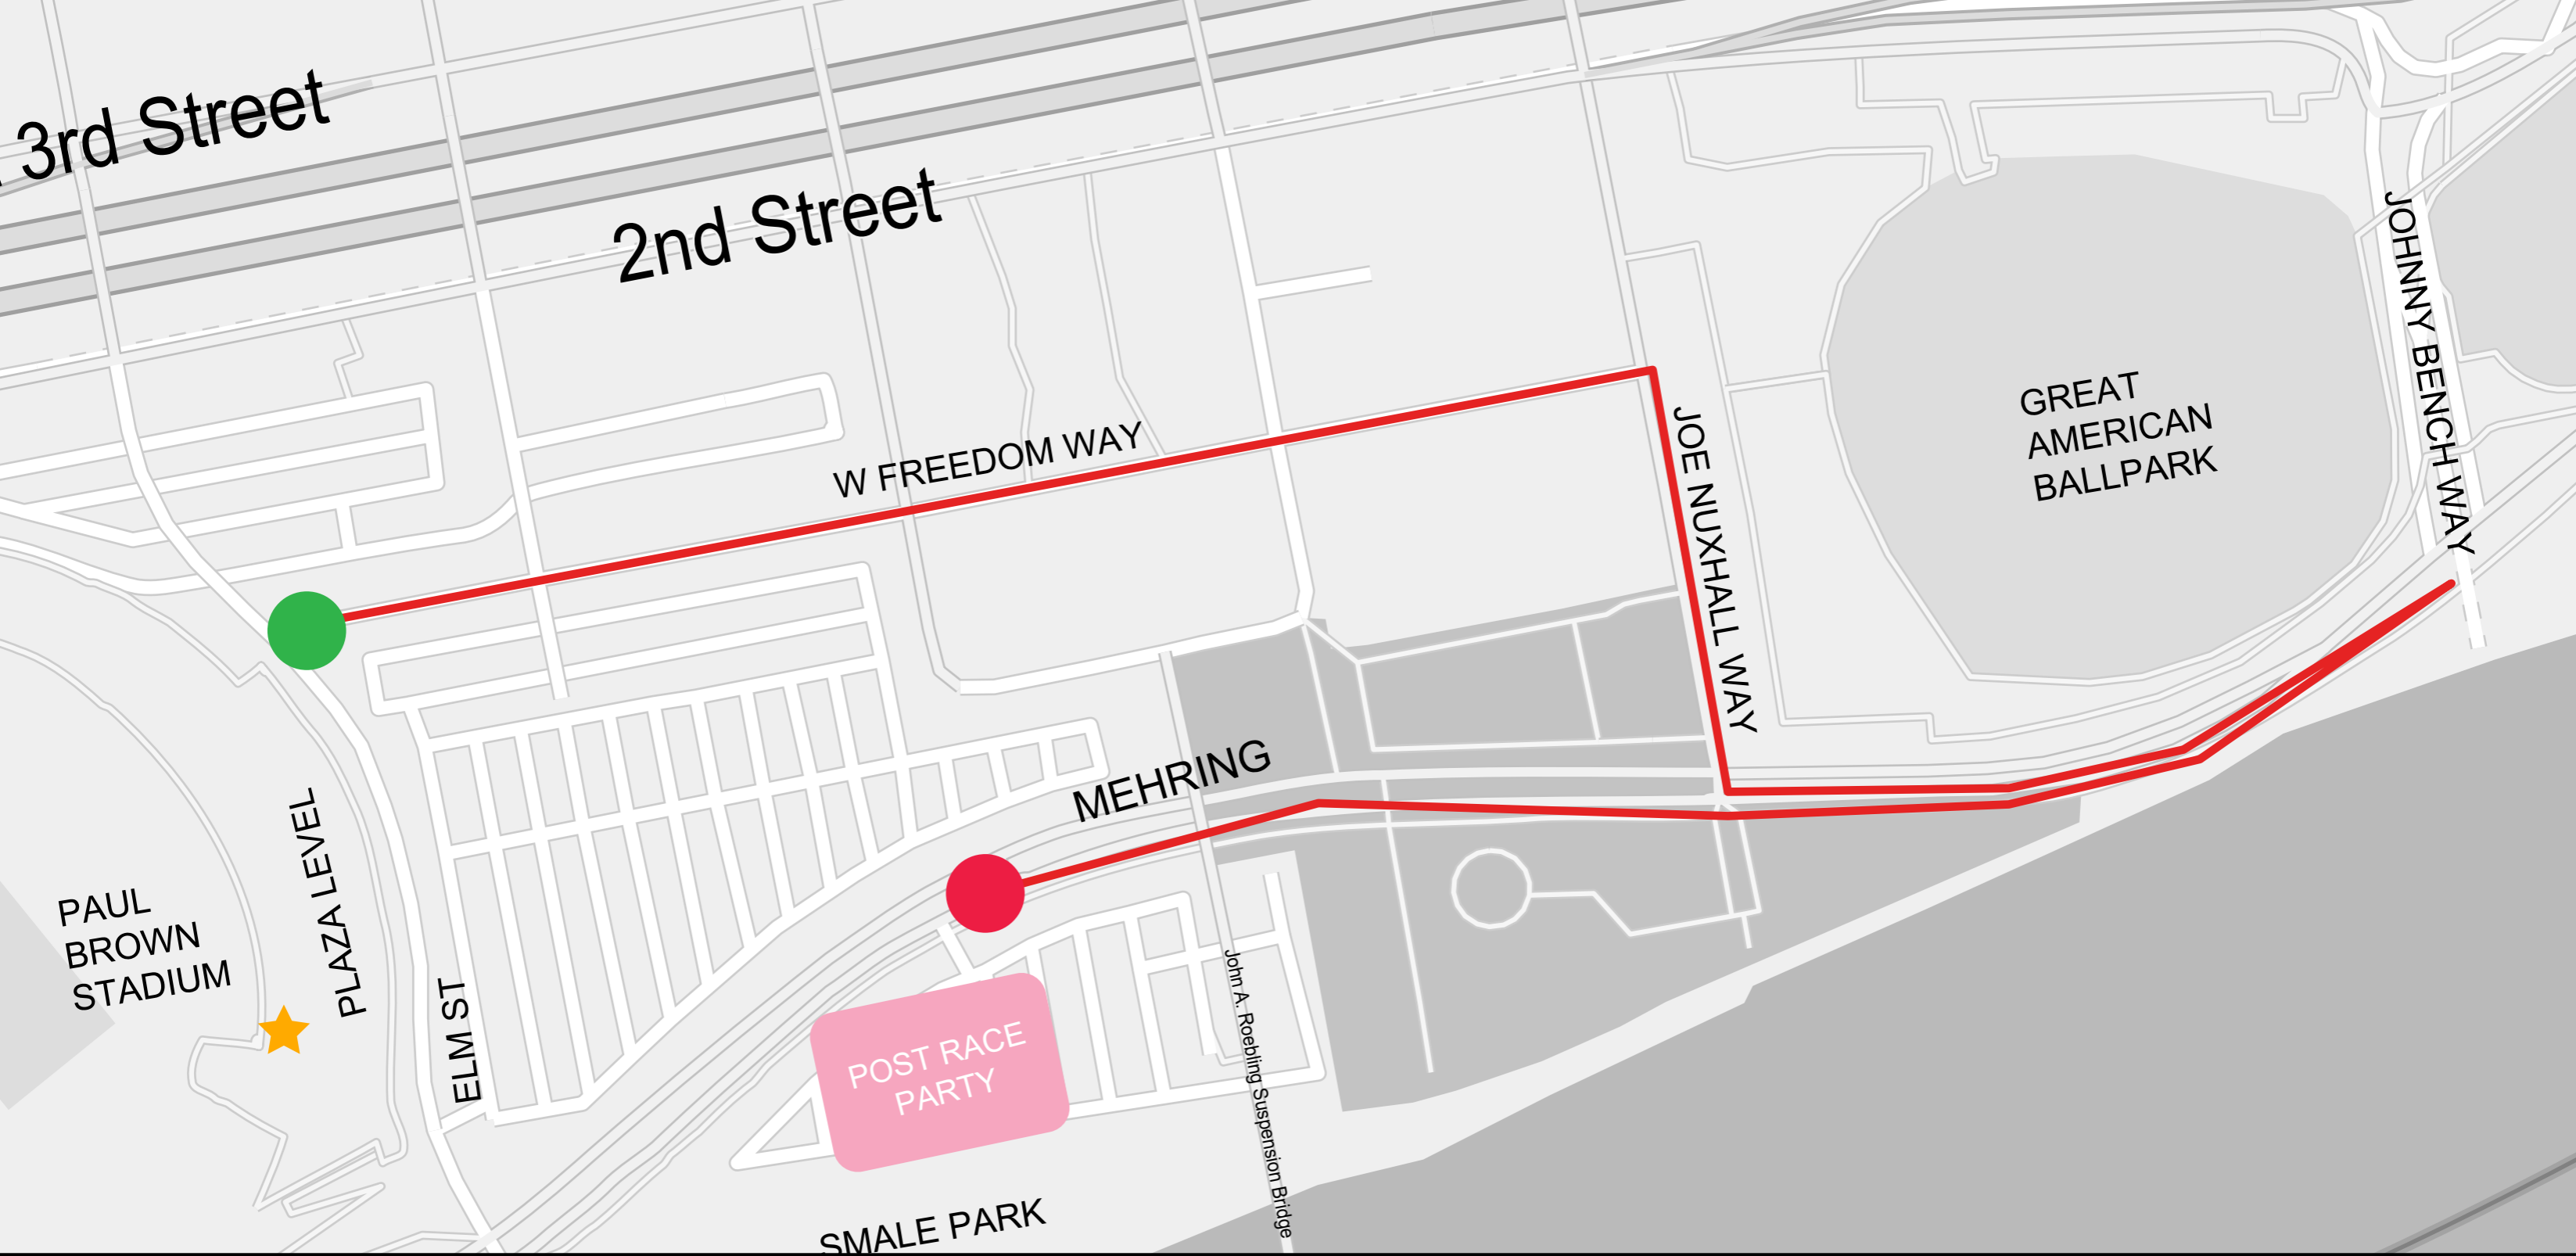 3rd Street
2nd Street
W FREEDOM WAY
JOE NUXHALL WAY
GREAT
AMERICAN
BALLPARK
JOHNNY BENCH WAY
MEHRING
PLAZA LEVEL
PAUL
BROWN
STADIUM
ELM ST
POST RACE
PARTY
John A. Roebling Suspension Bridge
SMALE PARK